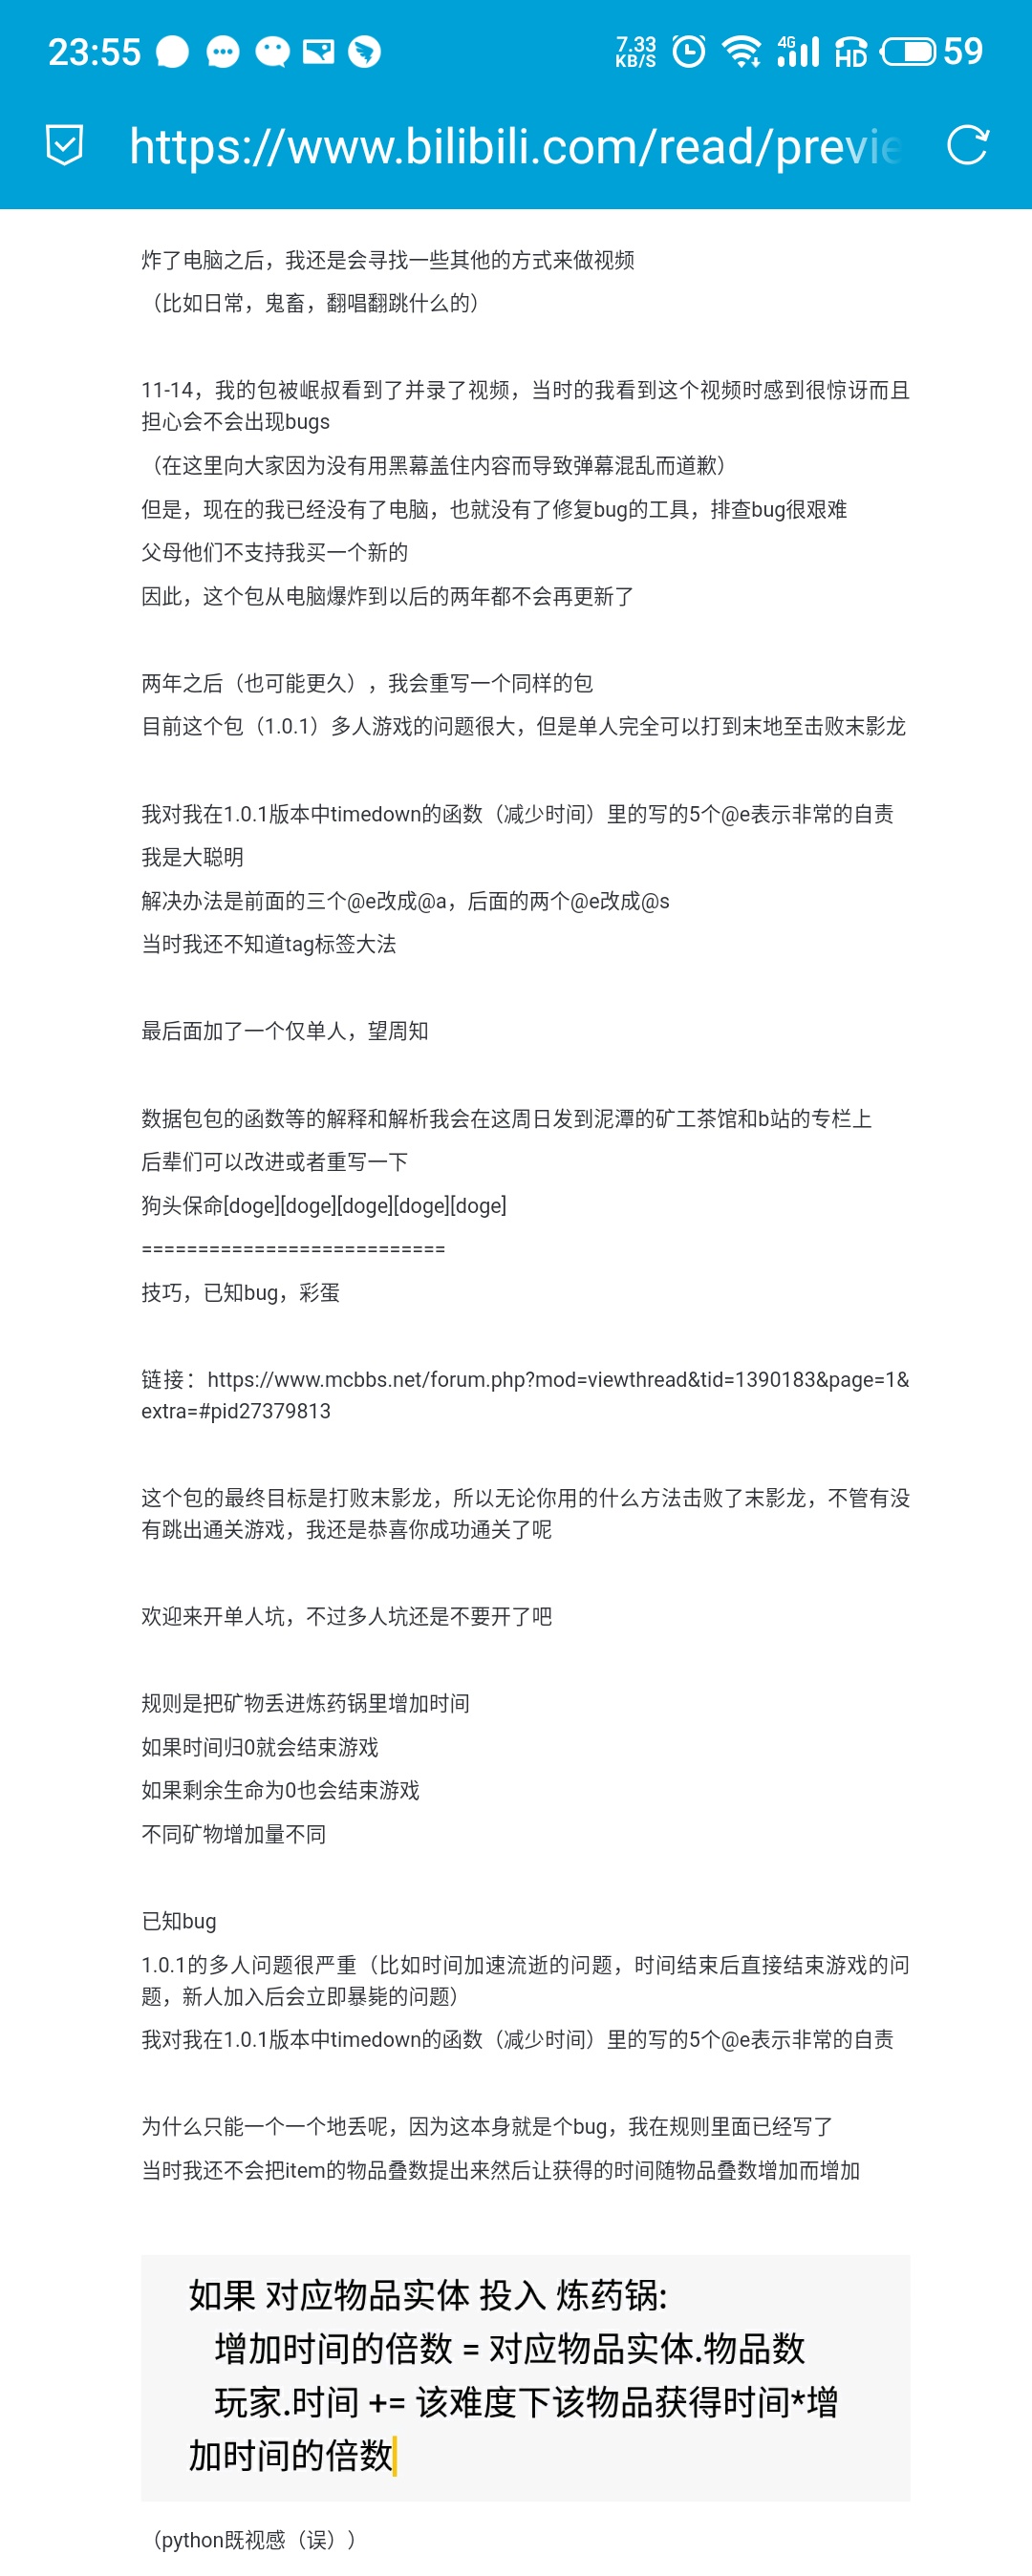 23:55
7.33
KB/S
4G
HD
59
https://www.bilibili.com/read/previe
炸了电脑之后，我还是会寻找一些其他的方式来做视频
（比如日常，鬼畜，翻唱翻跳什么的）
11-14，我的包被岷叔看到了并录了视频，当时的我看到这个视频时感到很惊讶而且
担心会不会出现bugs
（在这里向大家因为没有用黑幕盖住内容而导致弹幕混乱而道歉）
但是，现在的我已经没有了电脑，也就没有了修复bug的工具，排查bug很艰难
父母他们不支持我买一个新的
因此，这个包从电脑爆炸到以后的两年都不会再更新了
两年之后（也可能更久），我会重写一个同样的包
目前这个包（1.0.1）多人游戏的问题很大，但是单人完全可以打到末地至击败末影龙
我对我在1.0.1版本中timedown的函数（减少时间）里的写的5个@e表示非常的自责
我是大聪明
解决办法是前面的三个@e改成@a，后面的两个@e改成@s
当时我还不知道tag标签大法
最后面加了一个仅单人，望周知
数据包包的函数等的解释和解析我会在这周日发到泥潭的矿工茶馆和b站的专栏上
后辈们可以改进或者重写一下
狗头保命[doge][doge][doge][doge][doge]
===========================
技巧，已知bug，彩蛋
链接：https://www.mcbbs.net/forum.php?mod=viewthread&tid=1390183&page=1&
extra=#pid27379813
这个包的最终目标是打败末影龙，所以无论你用的什么方法击败了末影龙，不管有没
有跳出通关游戏，我还是恭喜你成功通关了呢
欢迎来开单人坑，不过多人坑还是不要开了吧
规则是把矿物丢进炼药锅里增加时间
如果时间归0就会结束游戏
如果剩余生命为0也会结束游戏
不同矿物增加量不同
已知bug
1.0.1的多人问题很严重（比如时间加速流逝的问题，时间结束后直接结束游戏的问
题，新人加入后会立即暴毙的问题）
我对我在1.0.1版本中timedown的函数（减少时间）里的写的5个@e表示非常的自责
为什么只能一个一个地丢呢，因为这本身就是个bug，我在规则里面已经写了
当时我还不会把item的物品叠数提出来然后让获得的时间随物品叠数增加而增加
如果 对应物品实体 投入 炼药锅:
增加时间的倍数 = 对应物品实体.物品数
玩家.时间 += 该难度下该物品获得时间*增
加时间的倍数
（python既视感（误））